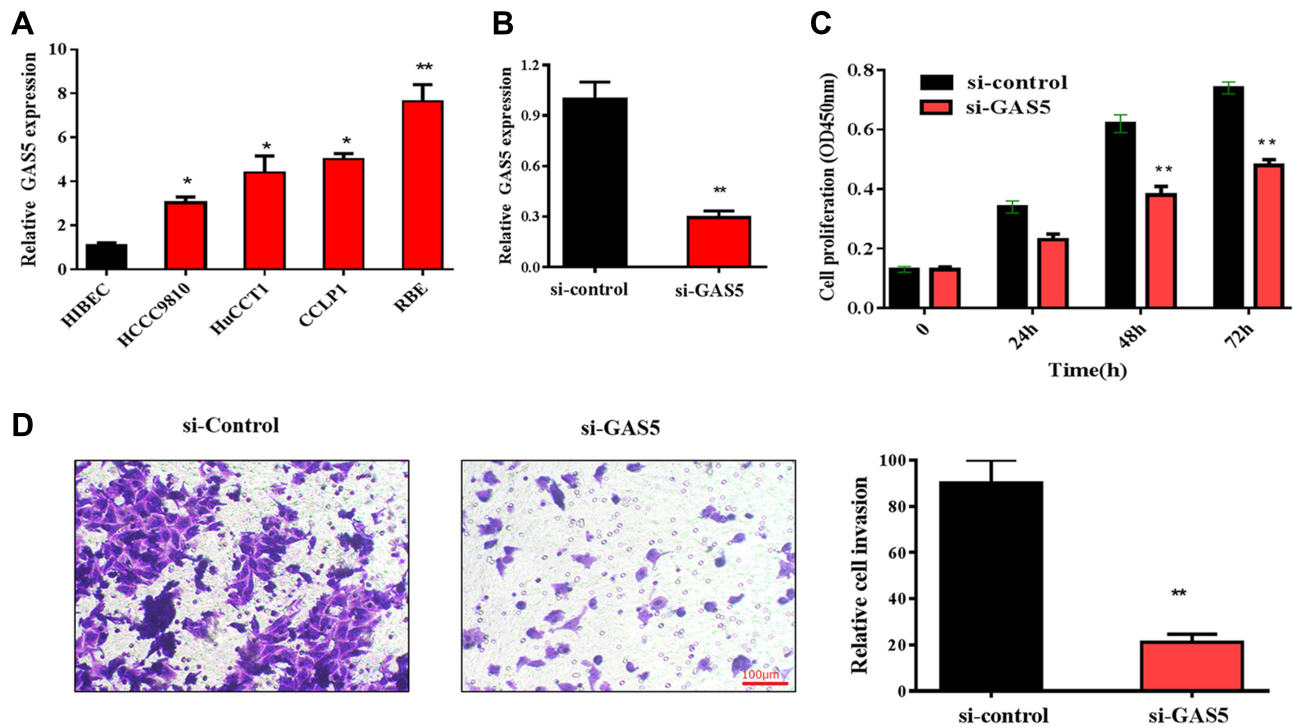 A
Relative GAS5 expression
10
8
6
4
2
0
*
*
*
**
HIBEC
HCCC9810
HuCCT1
CCLP1
RBE
B
Relative GAS5 expression
1.2
0.9
0.6
0.3
0.0
**
si-control
si-GAS5
C
Cell proliferation (OD450nm)
0.8
0.6
0.4
0.2
0.0
si-control
si-GAS5
**
**
0
24h
48h
72h
Time(h)
D
si-Control
si-GAS5
100μm
Relative cell invasion
100
80
60
40
20
0
**
si-control
si-GAS5